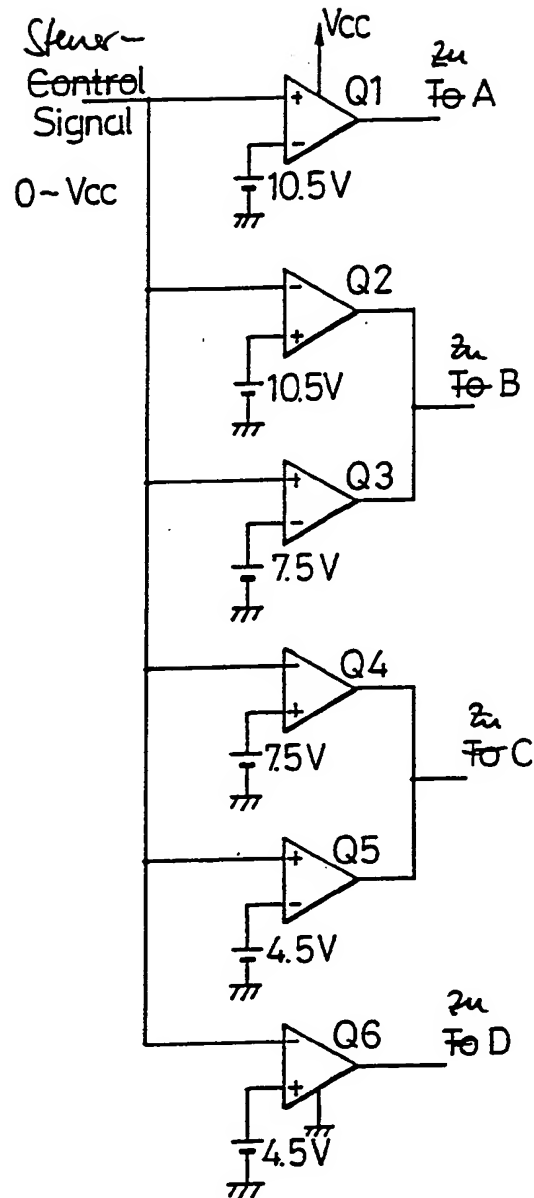 Steuer-
Control
Signal
0~Vcc
Vcc
+
-
Q1
10.5V
zu
To A
-
+
Q2
10.5V
zu
To B
+
-
Q3
7.5V
-
+
Q4
7.5V
zu
To C
+
-
Q5
4.5V
-
+
Q6
4.5V
zu
To D